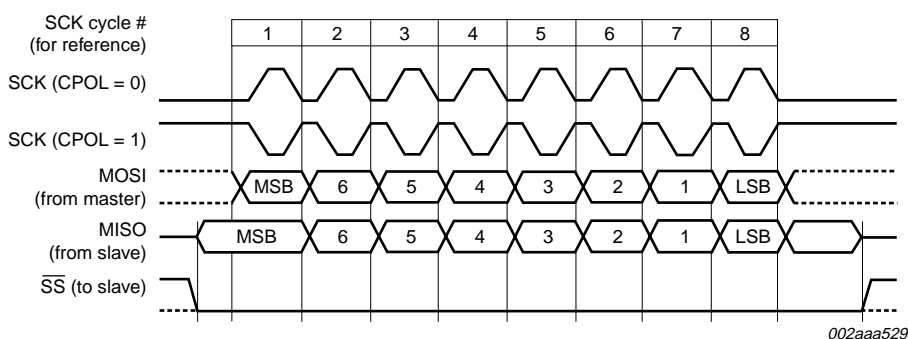 SCK cycle #
(for reference)
1 2 3 4 5 6 7 8
SCK (CPOL = 0)
SCK (CPOL = 1)
MOSI
(from master)
MSB 6 5 4 3 2 1 LSB
MISO
(from slave)
MSB 6 5 4 3 2 1 LSB
S̅S̅ (to slave)
002aaa529